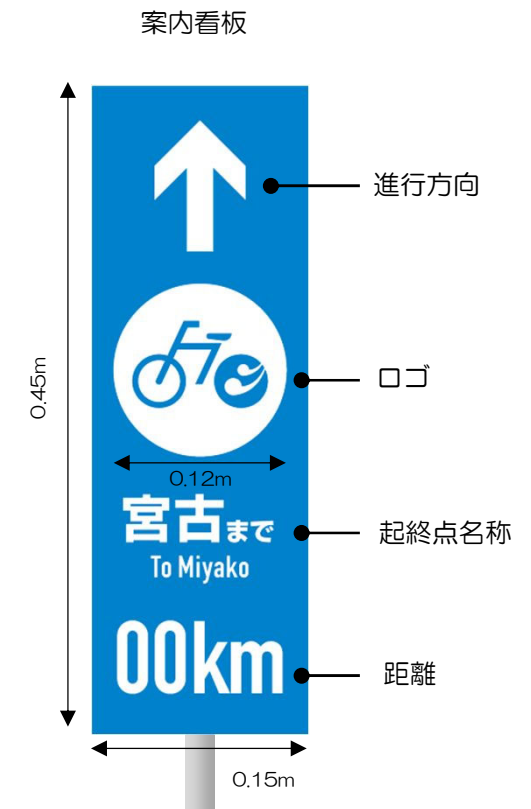 案内看板
進行方向
0.45m
ロゴ
0.12m
宮古まで
起終点名称
To Miyako
00km
距離
0.15m